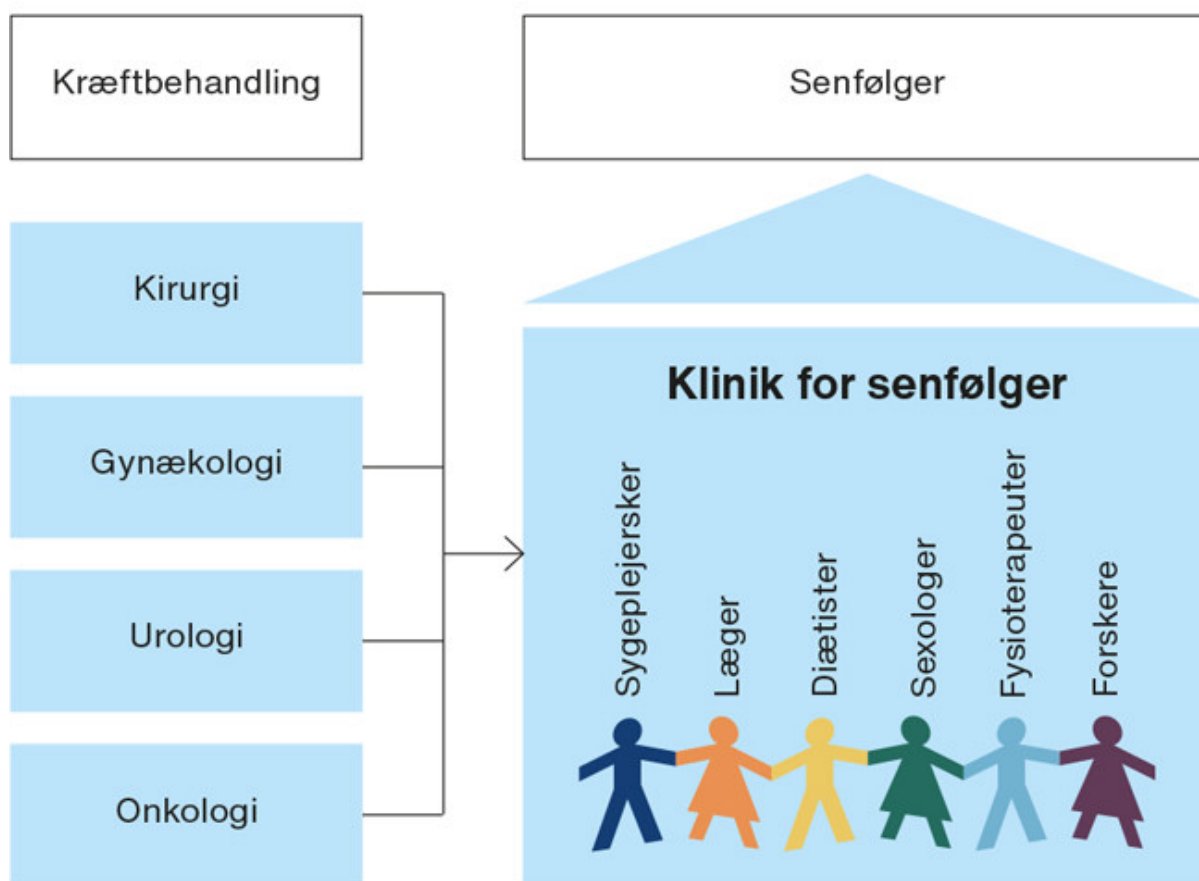 Kræftbehandling
Senfølger
Kirurgi
Gynækologi
Urologi
Onkologi
Klinik for senfølger
Sygeplejersker
Læger
Diætister
Sexologer
Fysioterapeuter
Forskere